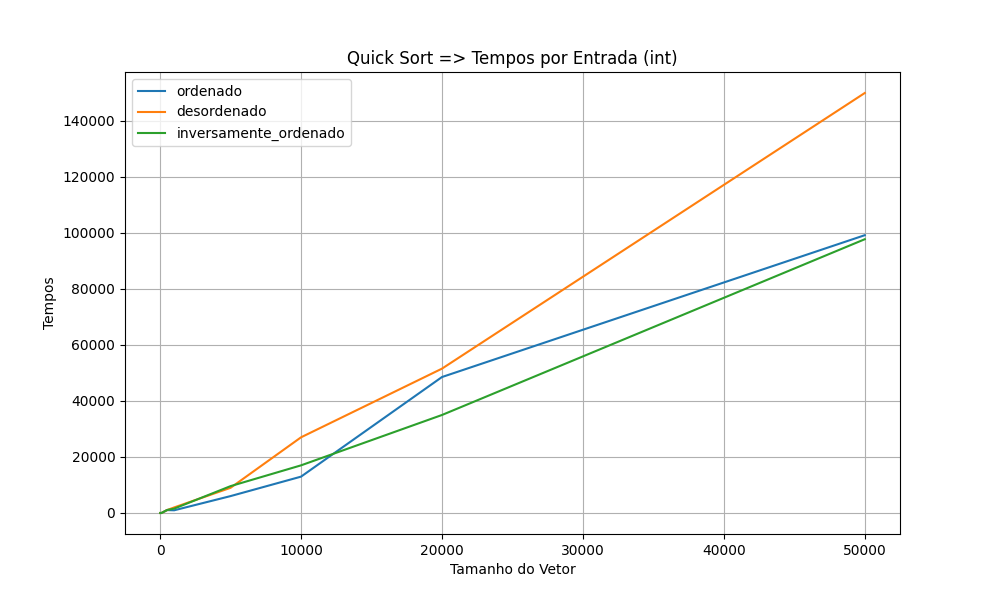 Quick Sort => Tempos por Entrada (int)
ordenado
desordenado
inversamente_ordenado
Tempos
140000
120000
100000
80000
60000
40000
20000
0
0 10000 20000 30000 40000 50000
Tamanho do Vetor